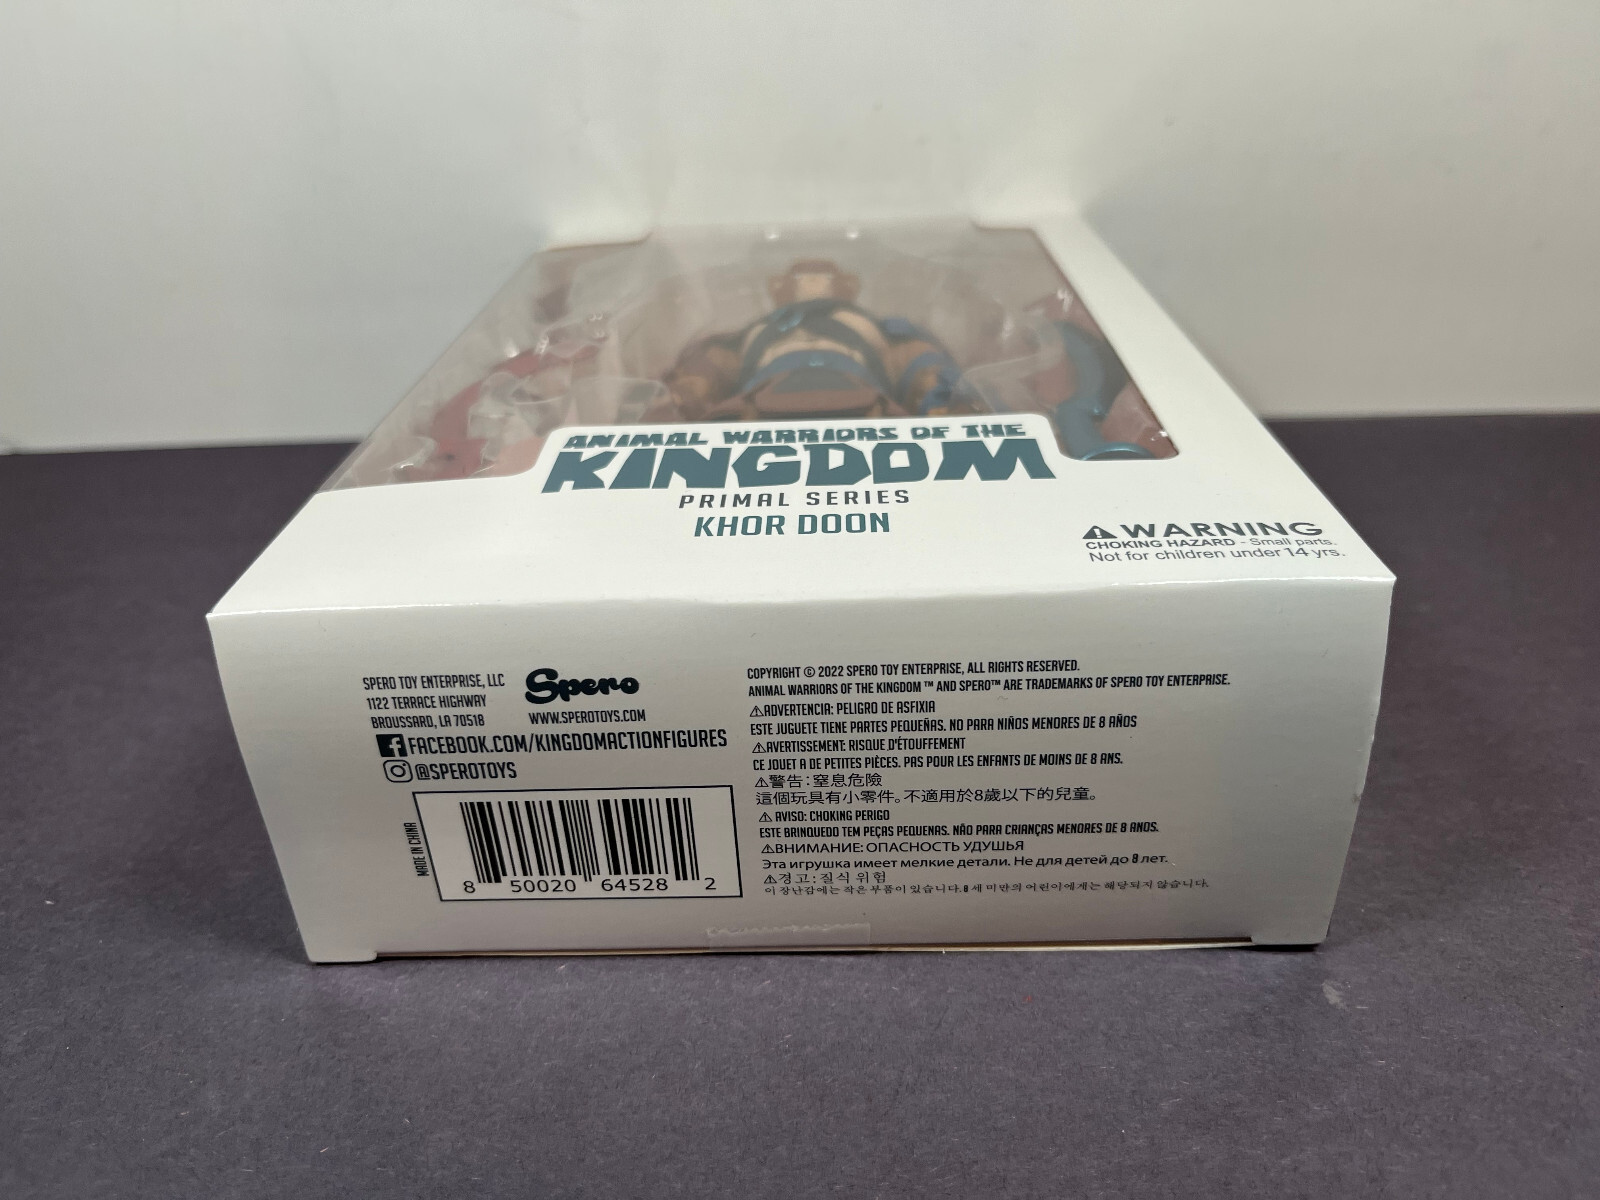 ANIMAL WARRIORS OF THE
KINGDOM
PRIMAL SERIES
KHOR DOON
WARNING
CHOKING HAZARD - Small parts.
Not for children under 14 yrs.
SPERO TOY ENTERPRISE, LLC
1122 TERRACE HIGHWAY
BROUSSARD, LA 70518
Spero
WWW.SPEROTOYS.COM
FACEBOOK.COM/KINGDOMACTIONFIGURES
@SPEROTOYS
MADE IN CHINA
8 50020 64528 2
COPYRIGHT © 2022 SPERO TOY ENTERPRISE, ALL RIGHTS RESERVED.
ANIMAL WARRIORS OF THE KINGDOM ™ AND SPERO™ ARE TRADEMARKS OF SPERO TOY ENTERPRISE.
⚠ADVERTENCIA: PELIGRO DE ASFIXIA
ESTE JUGUETE TIENE PARTES PEQUEÑAS. NO PARA NIÑOS MENORES DE 8 AÑOS
⚠AVERTISSEMENT: RISQUE D'ÉTOUFFEMENT
CE JOUET A DE PETITES PIÈCES. PAS POUR LES ENFANTS DE MOINS DE 8 ANS.
⚠警告: 窒息危險
這個玩具有小零件。不適用於8歲以下的兒童。
⚠ AVISO: CHOKING PERIGO
ESTE BRINQUEDO TEM PEÇAS PEQUENAS. NÃO PARA CRIANÇAS MENORES DE 8 ANOS.
⚠ВНИМАНИЕ: ОПАСНОСТЬ УДУШЬЯ
Эта игрушка имеет мелкие детали. Не для детей до 8 лет.
⚠경고: 질식 위험
이 장난감에는 작은 부품이 있습니다. 8 세 미만의 어린이에게는 해당되지 않습니다.